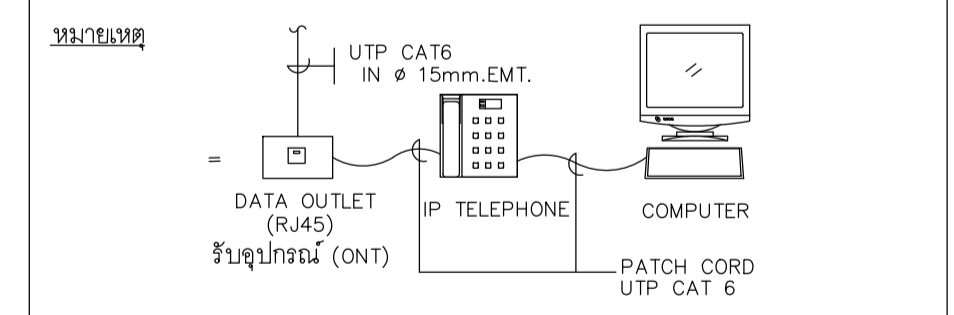 หมายเหตุ
UTP CAT6
IN ø 15mm.EMT.
=
DATA OUTLET
(RJ45)
รับอุปกรณ์ (ONT)
IP TELEPHONE
COMPUTER
PATCH CORD
UTP CAT 6